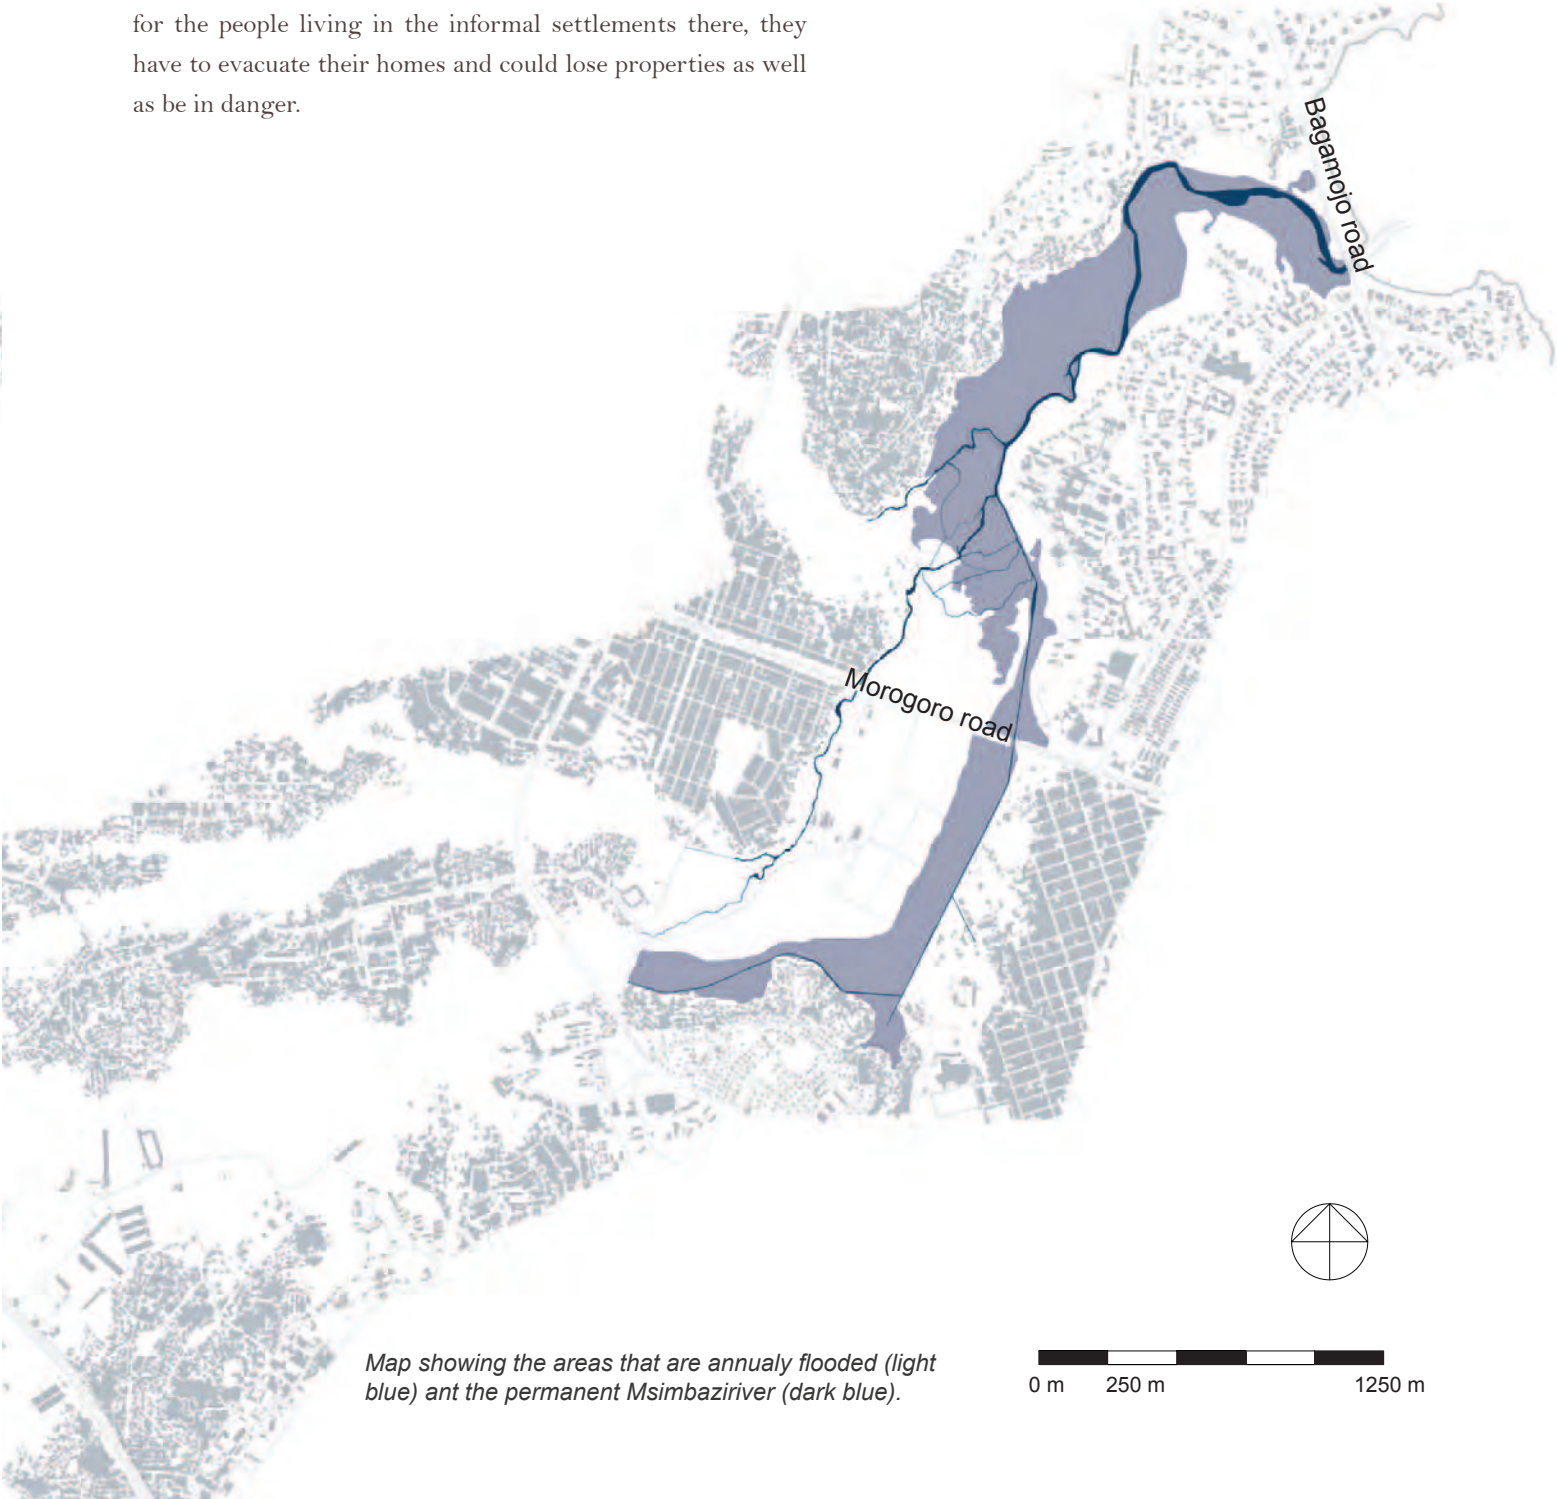 for the people living in the informal settlements there, they
have to evacuate their homes and could lose properties as well
as be in danger.
Bagamojo road
Morogoro road
Map showing the areas that are annualy flooded (light
blue) ant the permanent Msimbaziriver (dark blue).
0 m 250 m 1250 m